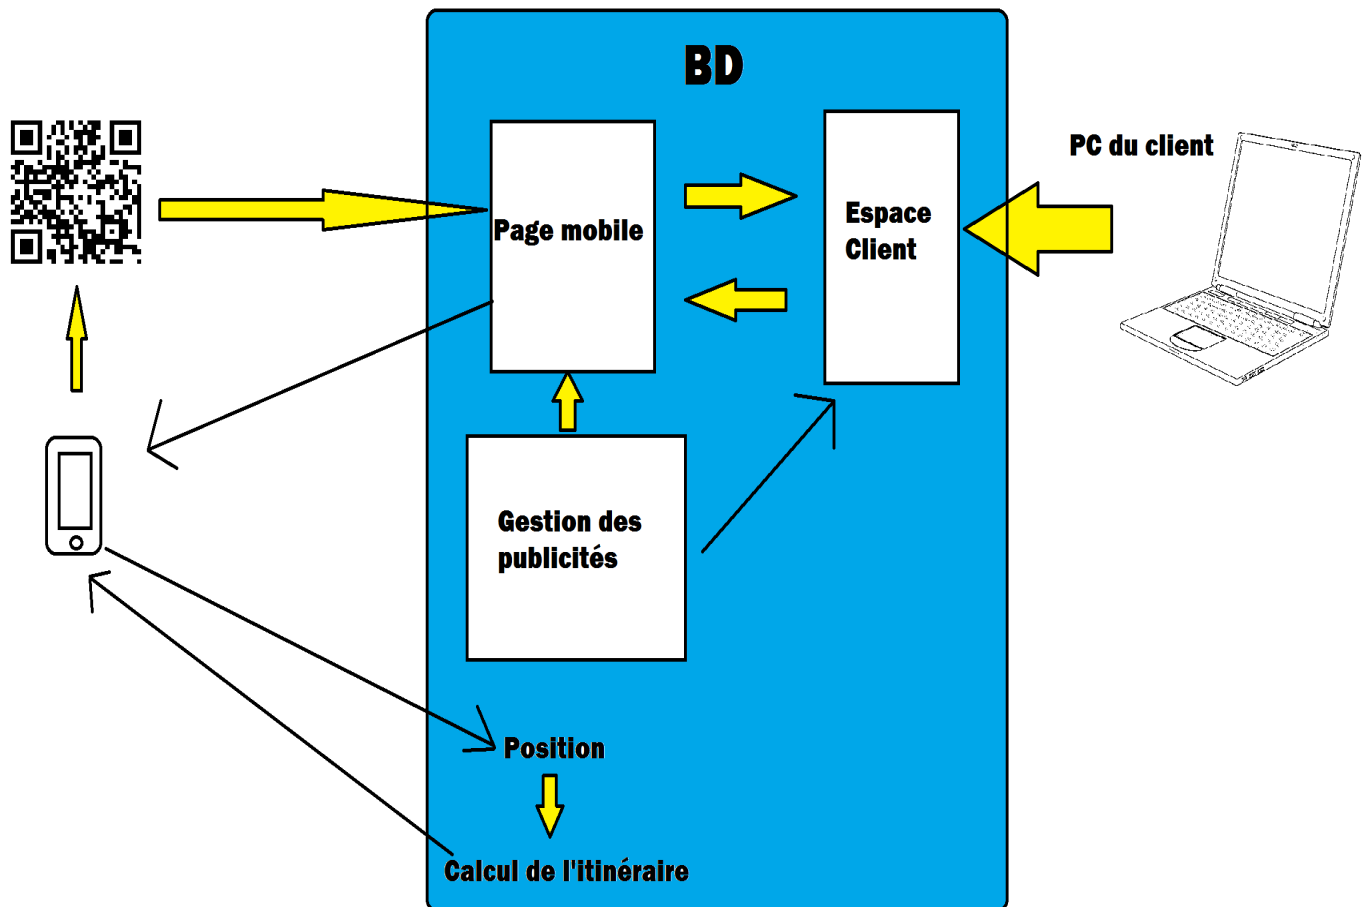 BD
PC du client
Page mobile
Espace
Client
Gestion des
publicités
Position
Calcul de l'itinéraire